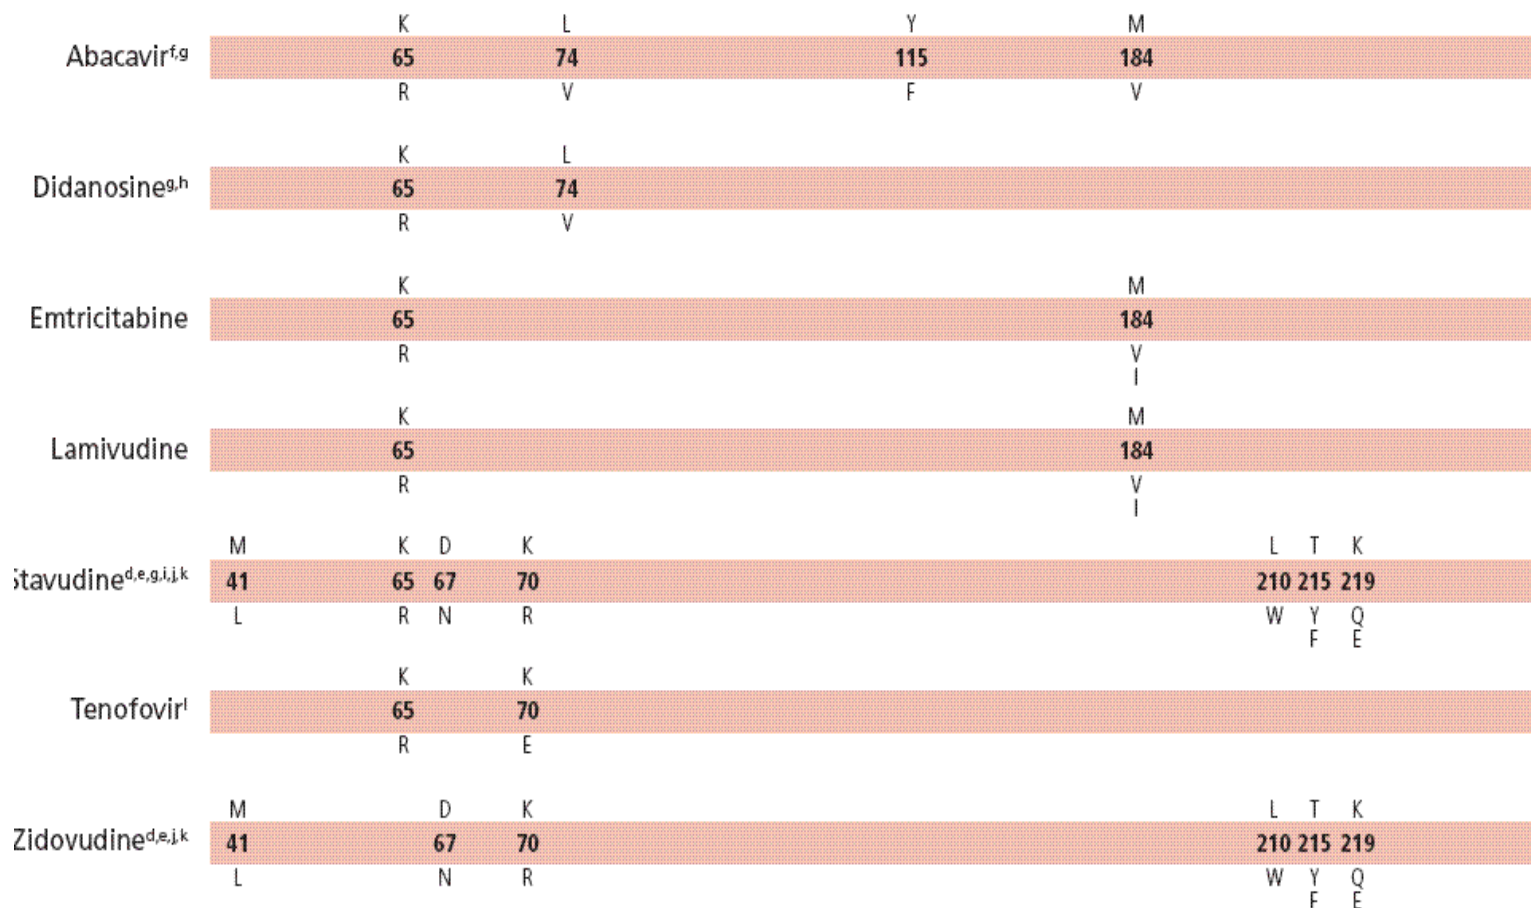 K L Y M
Abacavirf,g 65 74 115 184
R V F V
K L
Didanosineg,h 65 74
R V
K M
Emtricitabine 65 184
R V
I
K M
Lamivudine 65 184
R V
I
M K D K L T K
Stavudined,e,g,i,j,k 41 65 67 70 210 215 219
L R N R W Y Q
F E
K K
Tenofovirl 65 70
R E
M D K L T K
Zidovudined,e,j,k 41 67 70 210 215 219
L N R W Y Q
F E